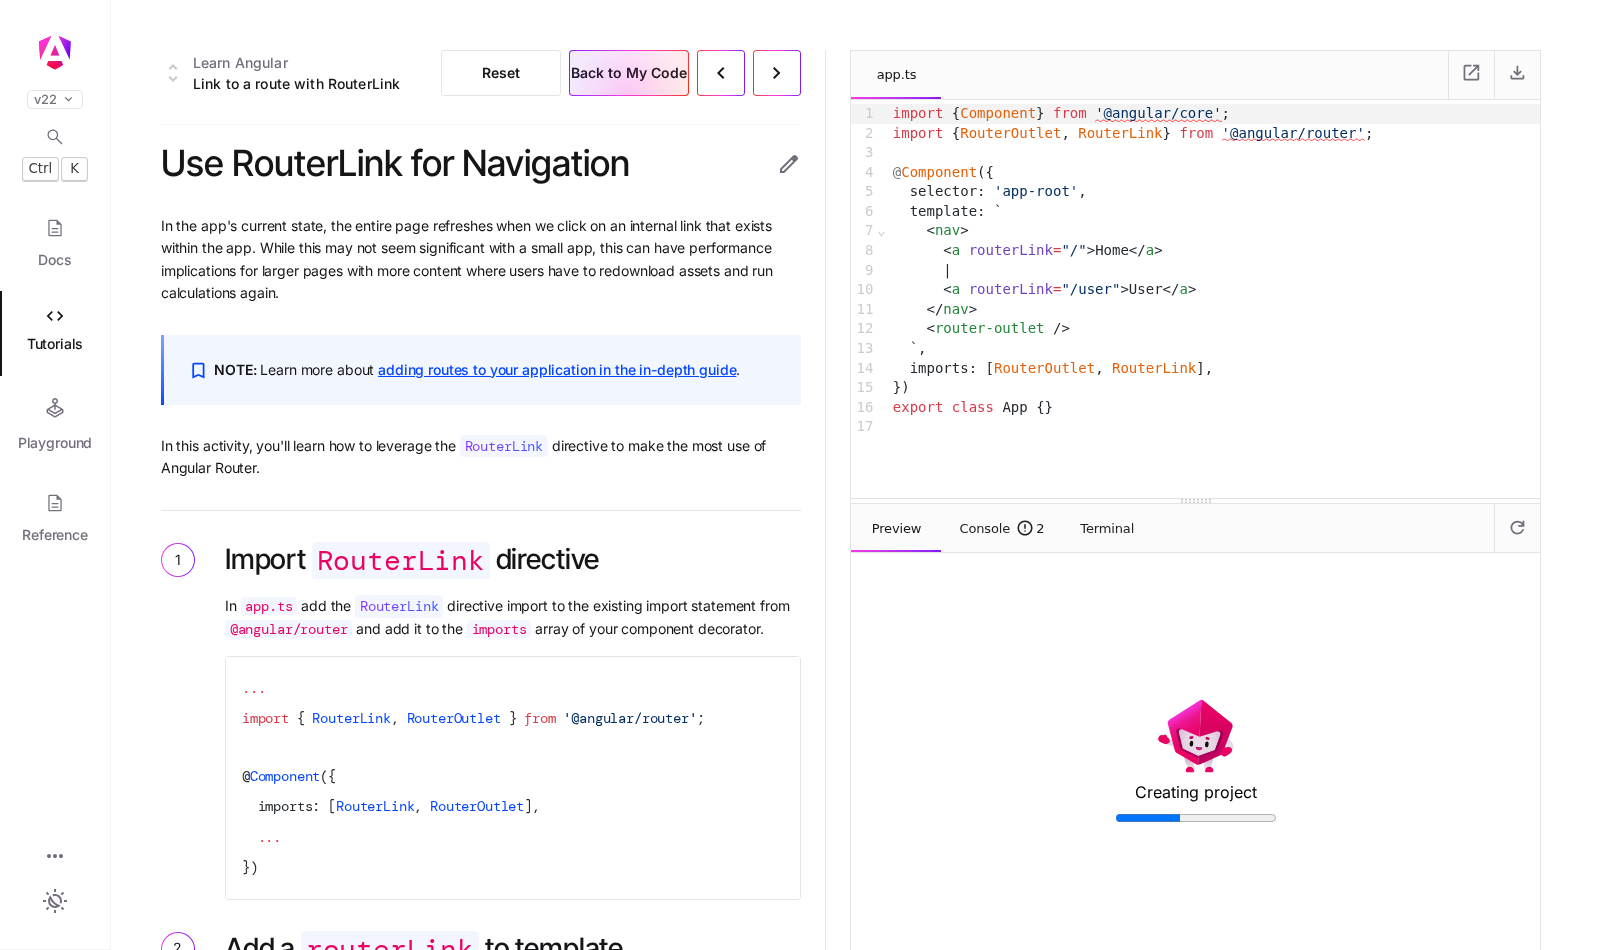 v22
Ctrl K
Docs
Tutorials
Playground
Reference
Learn Angular
Link to a route with RouterLink
Reset
Back to My Code
Use RouterLink for Navigation
In the app's current state, the entire page refreshes when we click on an internal link that exists
within the app. While this may not seem significant with a small app, this can have performance
implications for larger pages with more content where users have to redownload assets and run
calculations again.
NOTE: Learn more about adding routes to your application in the in-depth guide.
In this activity, you'll learn how to leverage the RouterLink directive to make the most use of
Angular Router.
1
Import RouterLink directive
In app.ts add the RouterLink directive import to the existing import statement from
@angular/router and add it to the imports array of your component decorator.
...
import { RouterLink, RouterOutlet } from '@angular/router';
@Component({
  imports: [RouterLink, RouterOutlet],
  ...
})
2
Add a routerLink to template
app.ts
1 import {Component} from '@angular/core';
2 import {RouterOutlet, RouterLink} from '@angular/router';
3
4 @Component({
5   selector: 'app-root',
6   template: `
7     <nav>
8       <a routerLink="/">Home</a>
9       |
10       <a routerLink="/user">User</a>
11     </nav>
12     <router-outlet />
13   `,
14   imports: [RouterOutlet, RouterLink],
15 })
16 export class App {}
17
Preview
Console 2
Terminal
Creating project